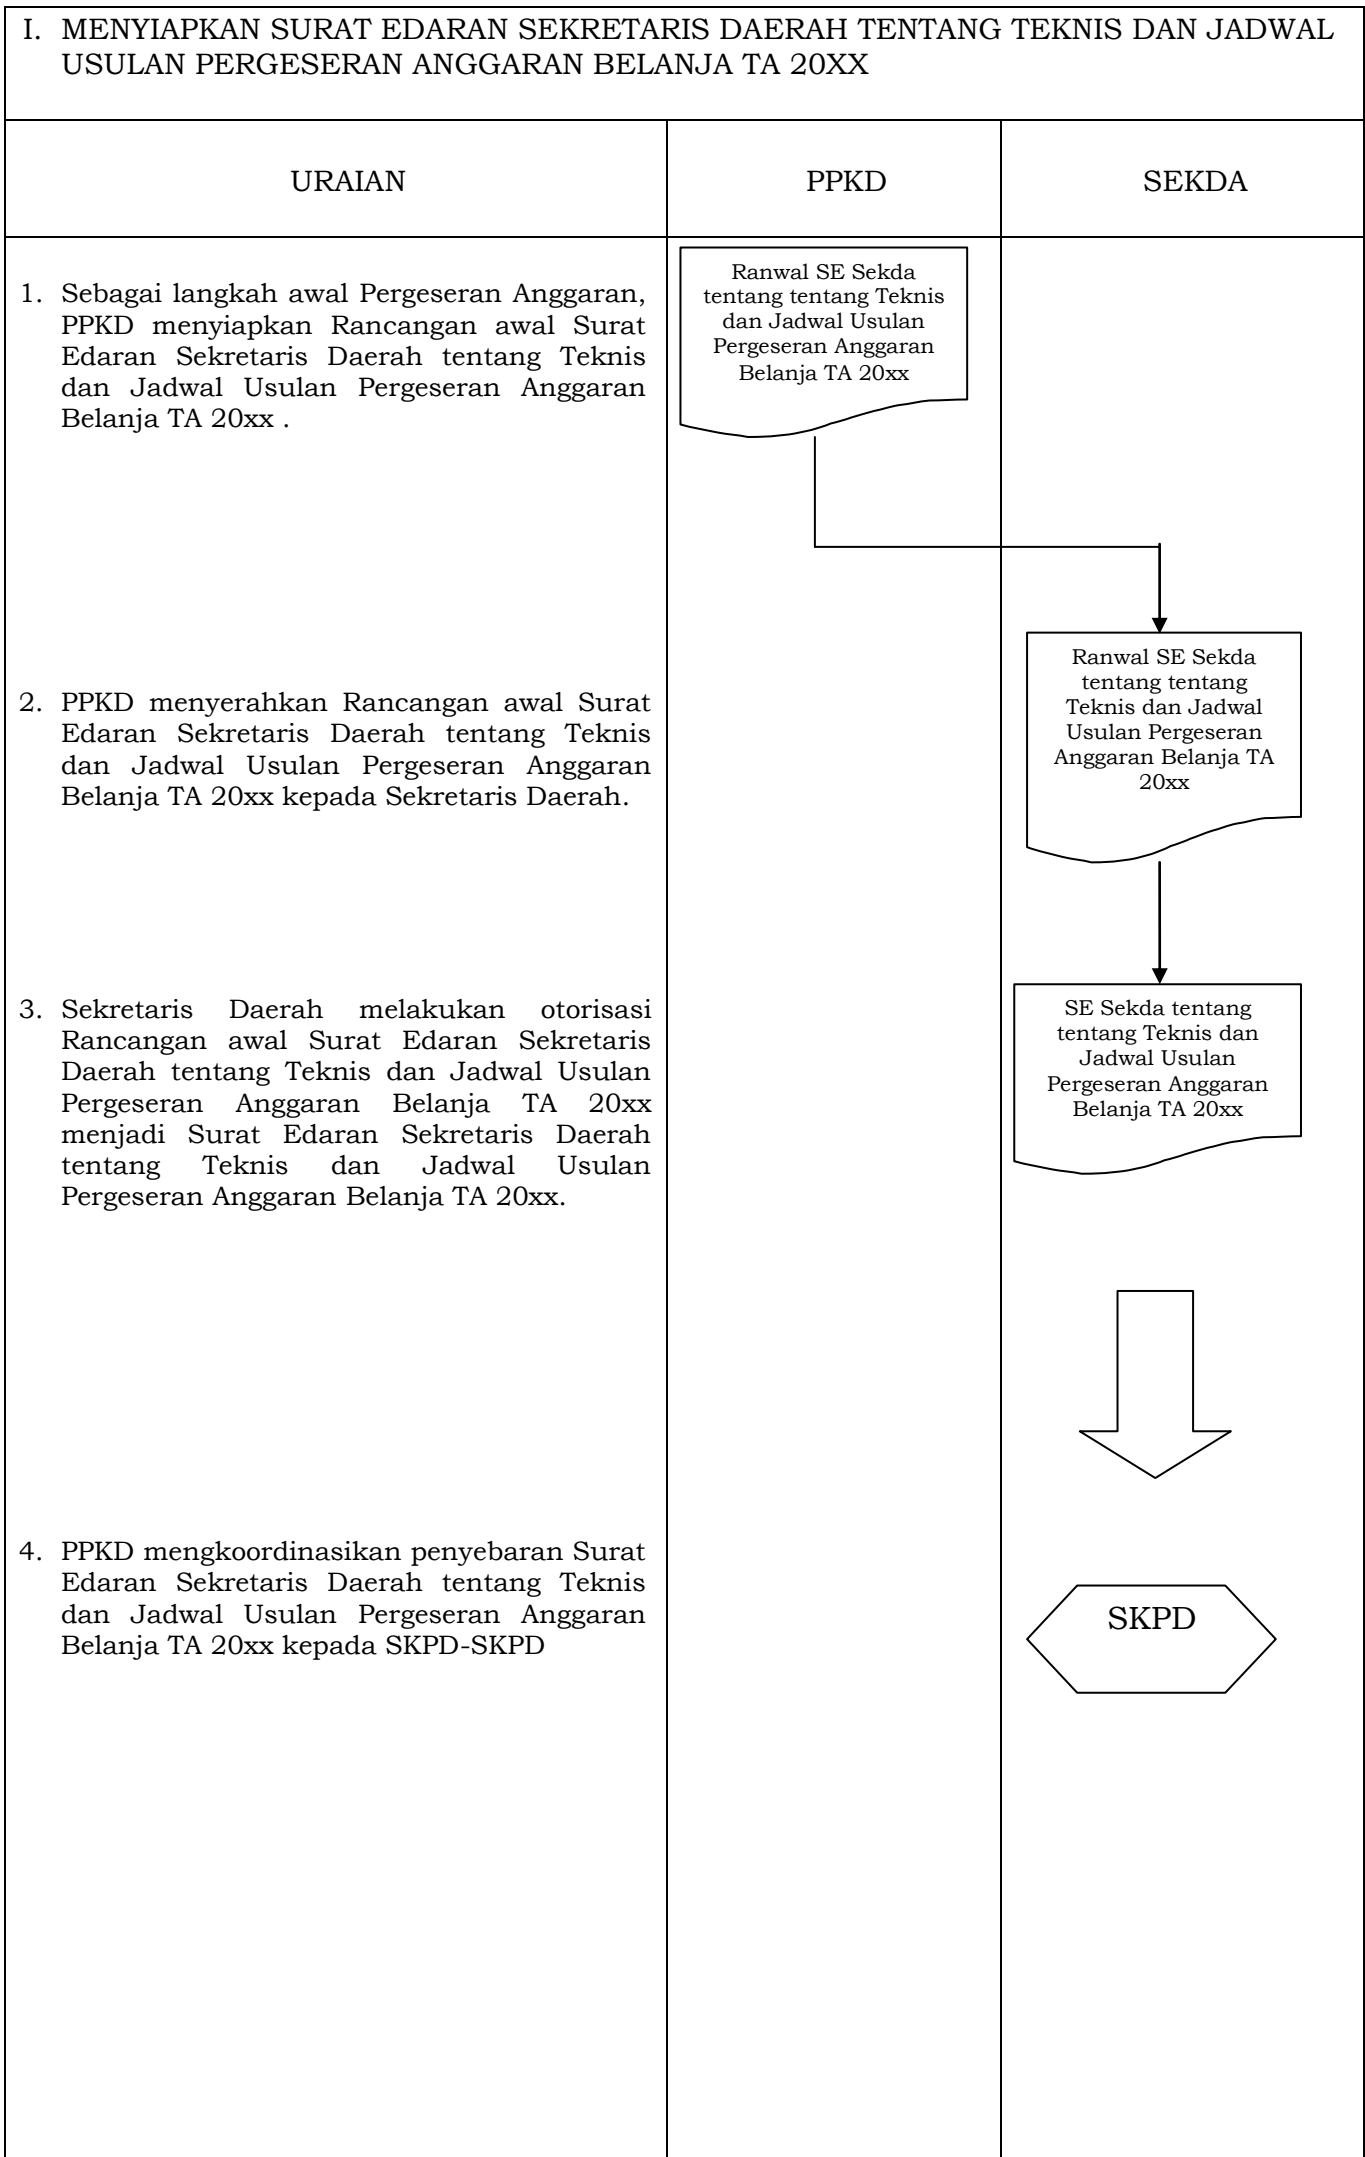 I. MENYIAPKAN SURAT EDARAN SEKRETARIS DAERAH TENTANG TEKNIS DAN JADWAL
USULAN PERGESERAN ANGGARAN BELANJA TA 20XX
URAIAN
PPKD
SEKDA
1. Sebagai langkah awal Pergeseran Anggaran,
PPKD menyiapkan Rancangan awal Surat
Edaran Sekretaris Daerah tentang Teknis
dan Jadwal Usulan Pergeseran Anggaran
Belanja TA 20xx .
Ranwal SE Sekda
tentang tentang Teknis
dan Jadwal Usulan
Pergeseran Anggaran
Belanja TA 20xx
2. PPKD menyerahkan Rancangan awal Surat
Edaran Sekretaris Daerah tentang Teknis
dan Jadwal Usulan Pergeseran Anggaran
Belanja TA 20xx kepada Sekretaris Daerah.
Ranwal SE Sekda
tentang tentang
Teknis dan Jadwal
Usulan Pergeseran
Anggaran Belanja TA
20xx
3. Sekretaris Daerah melakukan otorisasi
Rancangan awal Surat Edaran Sekretaris
Daerah tentang Teknis dan Jadwal Usulan
Pergeseran Anggaran Belanja TA 20xx
menjadi Surat Edaran Sekretaris Daerah
tentang Teknis dan Jadwal Usulan
Pergeseran Anggaran Belanja TA 20xx.
SE Sekda tentang
tentang Teknis dan
Jadwal Usulan
Pergeseran Anggaran
Belanja TA 20xx
4. PPKD mengkoordinasikan penyebaran Surat
Edaran Sekretaris Daerah tentang Teknis
dan Jadwal Usulan Pergeseran Anggaran
Belanja TA 20xx kepada SKPD-SKPD
SKPD